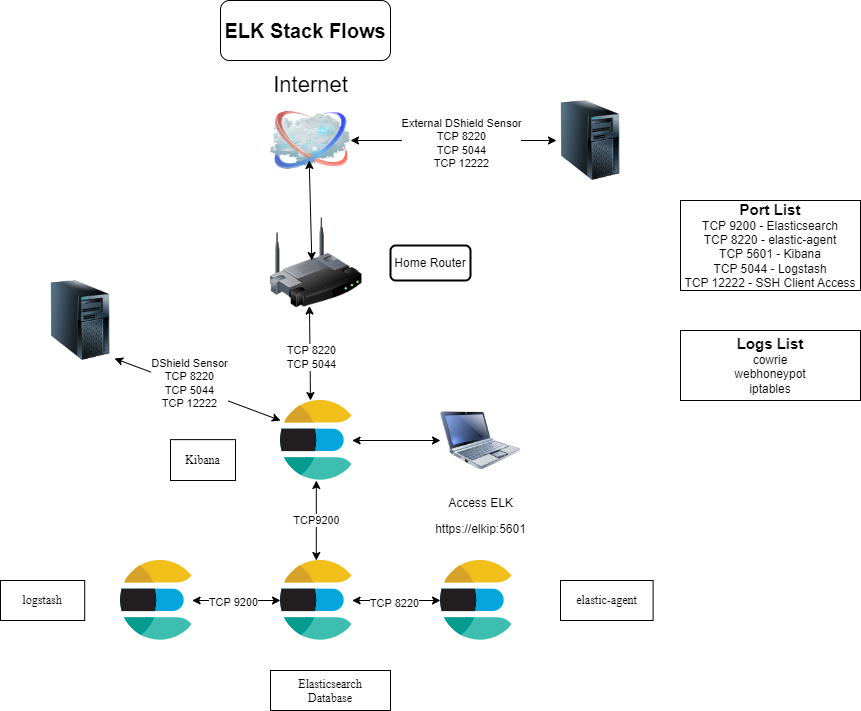 ELK Stack Flows
Internet
External DShield Sensor
TCP 8220
TCP 5044
TCP 12222
Port List
TCP 9200 - Elasticsearch
TCP 8220 - elastic-agent
TCP 5601 - Kibana
TCP 5044 - Logstash
TCP 12222 - SSH Client Access
Home Router
Logs List
cowrie
webhoneypot
iptables
TCP 8220
TCP 5044
DShield Sensor
TCP 8220
TCP 5044
TCP 12222
Kibana
Access ELK
https://elkip:5601
TCP9200
logstash
TCP 9200
TCP 8220
elastic-agent
Elasticsearch
Database